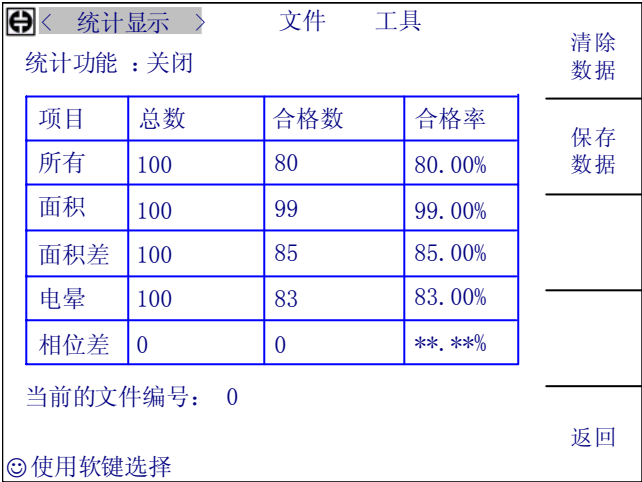 < 统计显示 > 文件 工具
统计功能 : 关闭
项目 总数 合格数 合格率
所有 100 80 80.00%
面积 100 99 99.00%
面积差 100 85 85.00%
电晕 100 83 83.00%
相位差 0 0 **.**%
当前的文件编号： 0
使用软键选择
清除
数据
保存
数据
返回